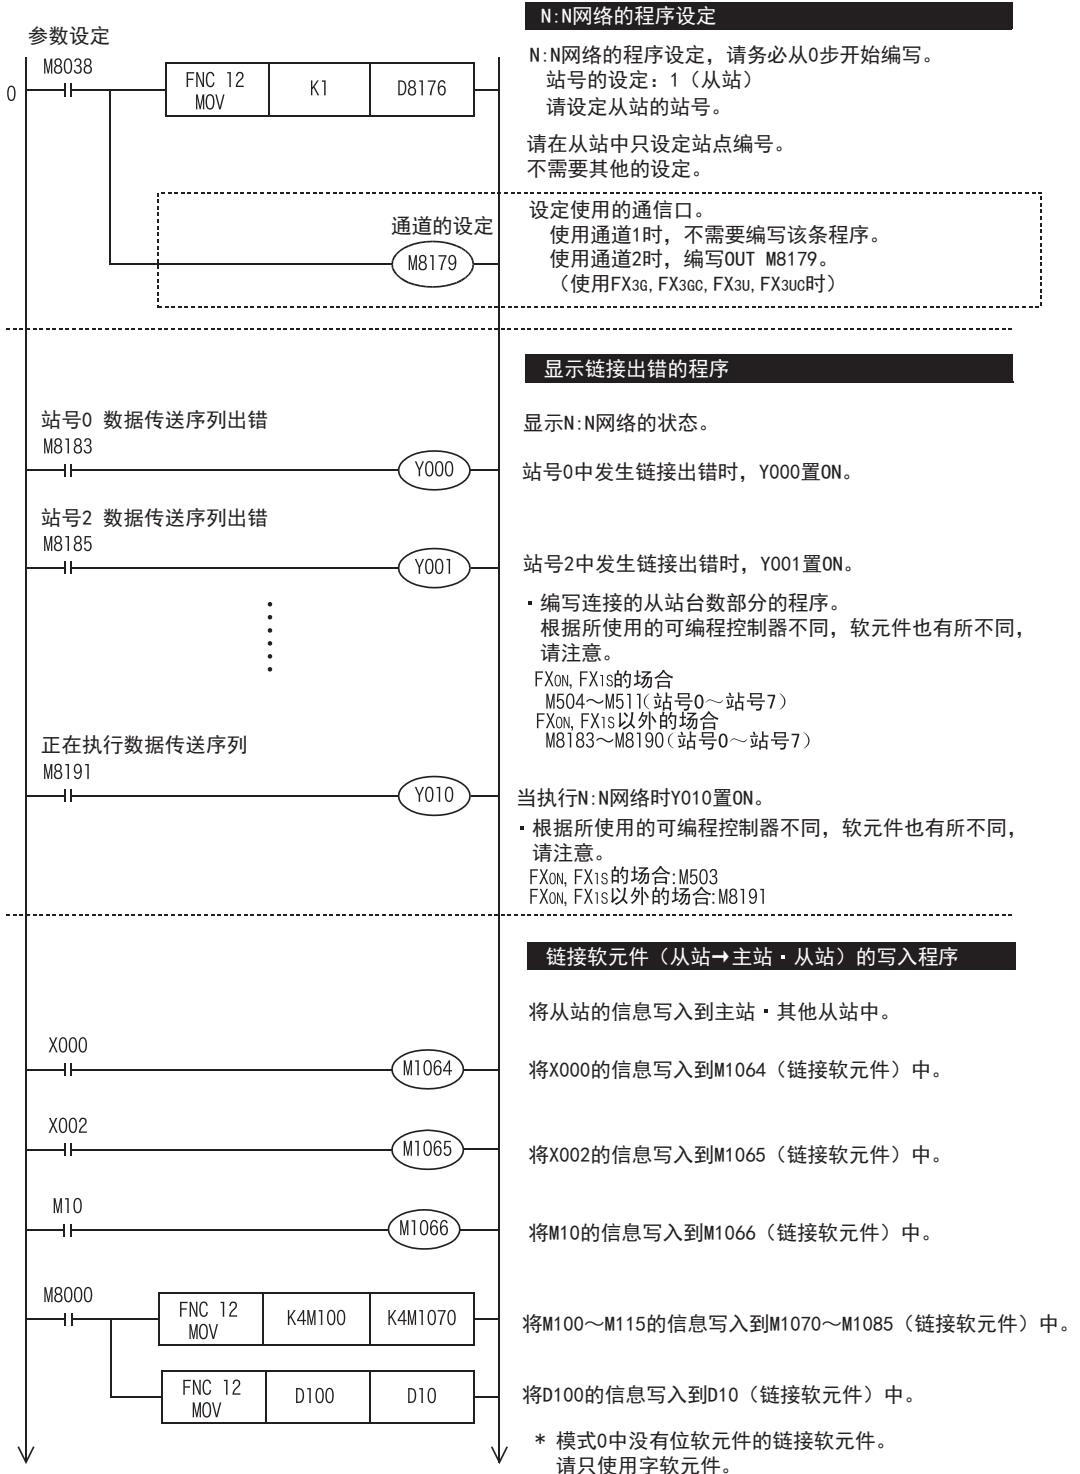 N:N网络的程序设定
参数设定
M8038
0
FNC 12
MOV
K1
D8176
N:N网络的程序设定，请务必从0步开始编写。
站号的设定：1（从站）
请设定从站的站号。
请在从站中只设定站点编号。
不需要其他的设定。
通道的设定
M8179
设定使用的通信口。
使用通道1时，不需要编写该条程序。
使用通道2时，编写OUT M8179。
（使用FX3G, FX3GC, FX3U, FX3UC时）
显示链接出错的程序
站号0 数据传送序列出错
M8183
Y000
显示N:N网络的状态。
站号0中发生链接出错时，Y000置ON。
站号2 数据传送序列出错
M8185
Y001
站号2中发生链接出错时，Y001置ON。
▪编写连接的从站台数部分的程序。
根据所使用的可编程控制器不同，软元件也有所不同，
请注意。
FX0N, FX1S的场合
M504～M511(站号0～站号7)
FX0N, FX1S以外的场合
M8183～M8190(站号0～站号7)
正在执行数据传送序列
M8191
Y010
当执行N:N网络时Y010置ON。
▪根据所使用的可编程控制器不同，软元件也有所不同，
请注意。
FX0N, FX1S的场合:M503
FX0N, FX1S以外的场合:M8191
链接软元件（从站→主站▪从站）的写入程序
将从站的信息写入到主站▪其他从站中。
X000
M1064
将X000的信息写入到M1064（链接软元件）中。
X002
M1065
将X002的信息写入到M1065（链接软元件）中。
M10
M1066
将M10的信息写入到M1066（链接软元件）中。
M8000
FNC 12
MOV
K4M100
K4M1070
将M100～M115的信息写入到M1070～M1085（链接软元件）中。
FNC 12
MOV
D100
D10
将D100的信息写入到D10（链接软元件）中。
* 模式0中没有位软元件的链接软元件。
请只使用字软元件。